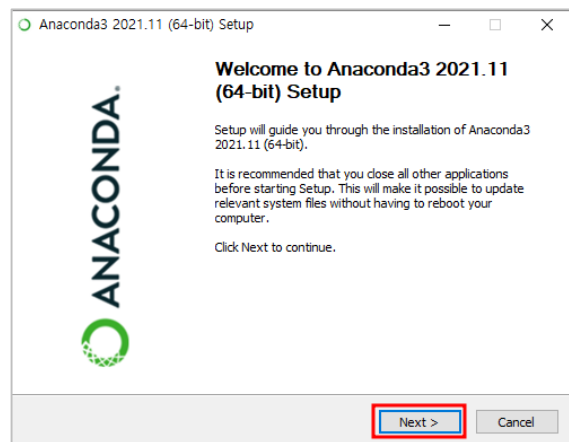 Anaconda3 2021.11 (64-bit) Setup
Welcome to Anaconda3 2021.11
(64-bit) Setup
Setup will guide you through the installation of Anaconda3
2021.11 (64-bit).
It is recommended that you close all other applications
before starting Setup. This will make it possible to update
relevant system files without having to reboot your
computer.
Click Next to continue.
ANACONDA.
Next >
Cancel